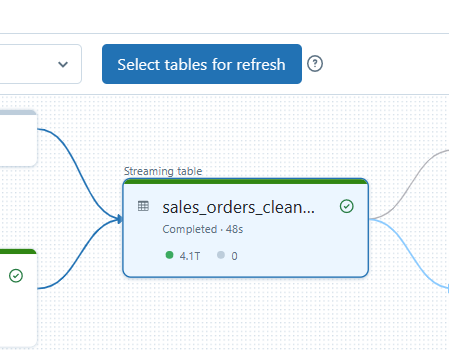 Select tables for refresh
Streaming table
sales_orders_clean...
Completed · 48s
4.1T 0